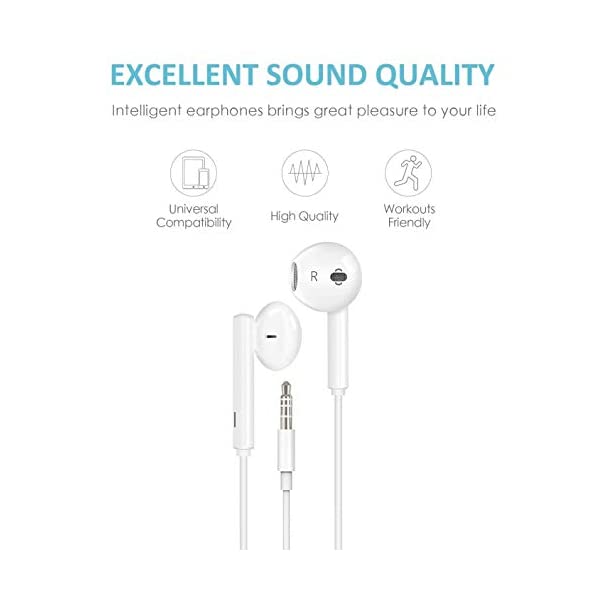 EXCELLENT SOUND QUALITY
Intelligent earphones brings great pleasure to your life
Universal
Compatibility
High Quality
Workouts
Friendly
R